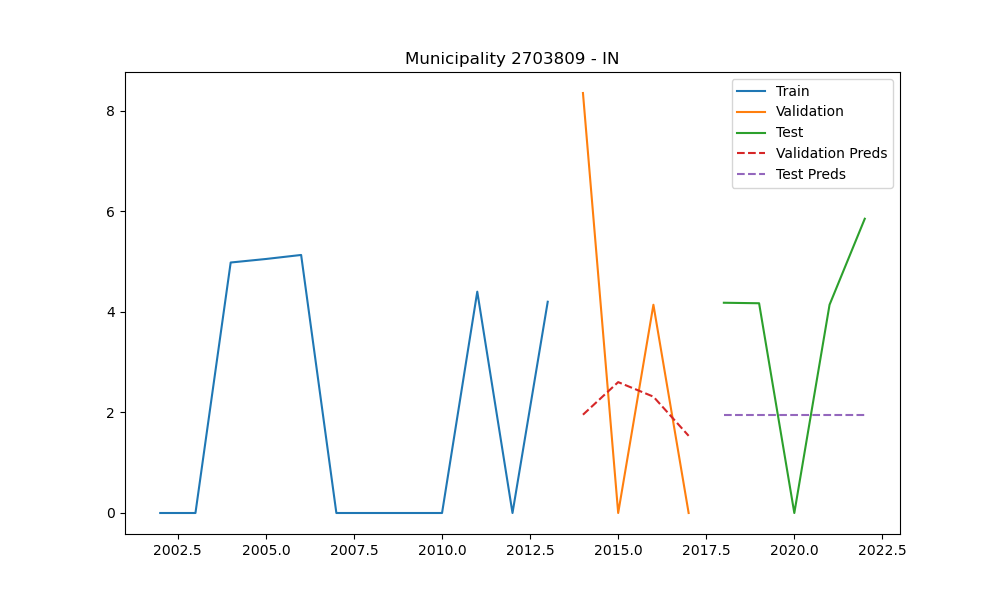 Municipality 2703809 - IN
Train
Validation
Test
Validation Preds
Test Preds
8
6
4
2
0
2002.5 2005.0 2007.5 2010.0 2012.5 2015.0 2017.5 2020.0 2022.5